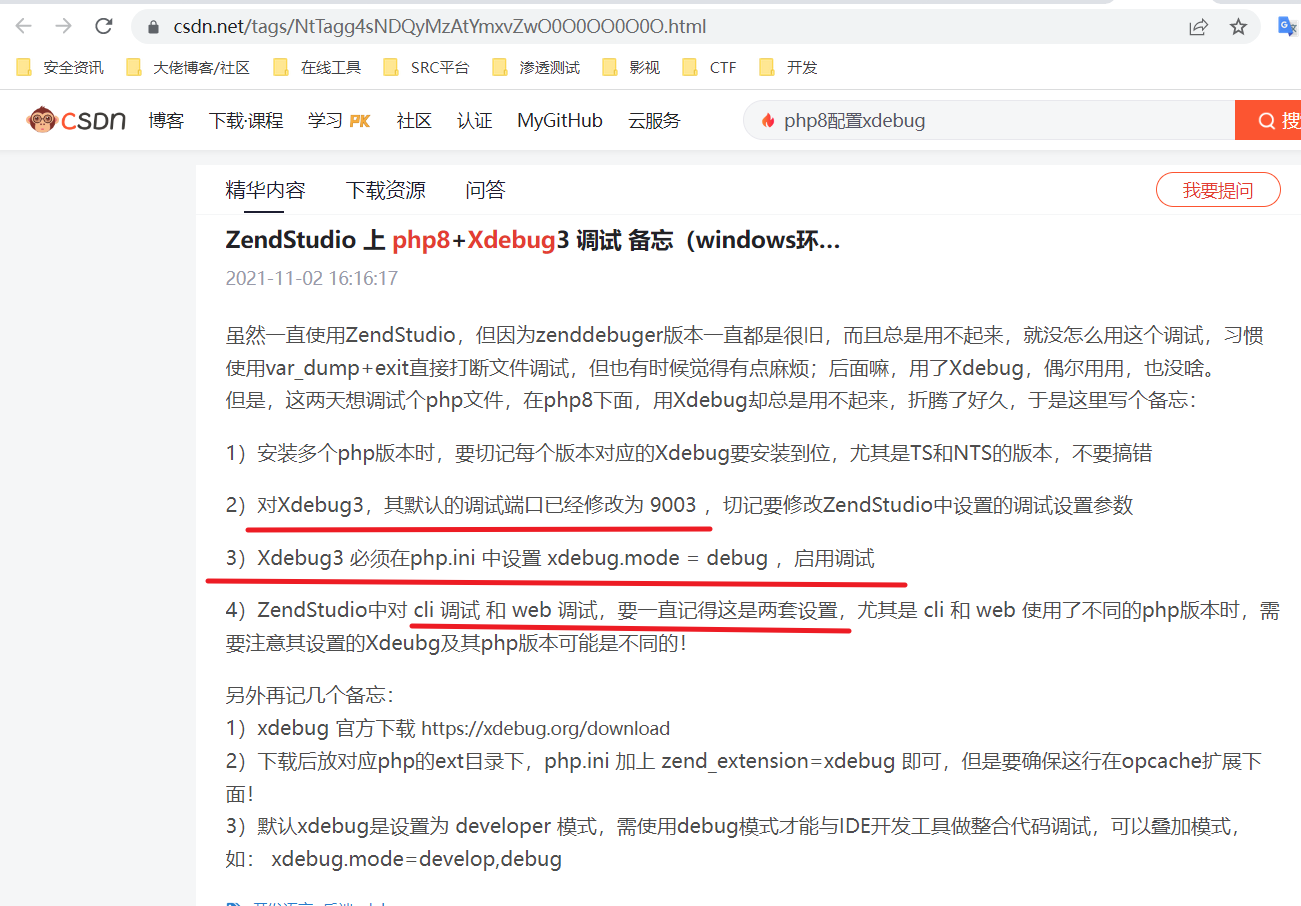 csdn.net/tags/NtTagg4sNDQyMzAtYmxvZwO0O0OO0O0O.html
安全资讯 大佬博客/社区 在线工具 SRC平台 渗透测试 影视 CTF 开发
CSDN 博客 下载·课程 学习 PK 社区 认证 MyGitHub 云服务 php8配置xdebug 搜
精华内容 下载资源 问答 我要提问
ZendStudio 上 php8+Xdebug3 调试 备忘（windows环...
2021-11-02 16:16:17
虽然一直使用ZendStudio，但因为zenddebuger版本一直都是很旧，而且总是用不起来，就没怎么用这个调试，习惯
使用var_dump+exit直接打断文件调试，但也有时候觉得有点麻烦；后面嘛，用了Xdebug，偶尔用用，也没啥。
但是，这两天想调试个php文件，在php8下面，用Xdebug却总是用不起来，折腾了好久，于是这里写个备忘：
1）安装多个php版本时，要切记每个版本对应的Xdebug要安装到位，尤其是TS和NTS的版本，不要搞错
2）对Xdebug3，其默认的调试端口已经修改为 9003 ，切记要修改ZendStudio中设置的调试设置参数
3）Xdebug3 必须在php.ini 中设置 xdebug.mode = debug ，启用调试
4）ZendStudio中对 cli 调试 和 web 调试，要一直记得这是两套设置，尤其是 cli 和 web 使用了不同的php版本时，需
要注意其设置的Xdeubg及其php版本可能是不同的！
另外再记几个备忘：
1）xdebug 官方下载 https://xdebug.org/download
2）下载后放对应php的ext目录下，php.ini 加上 zend_extension=xdebug 即可，但是要确保这行在opcache扩展下
面！
3）默认xdebug是设置为 developer 模式，需使用debug模式才能与IDE开发工具做整合代码调试，可以叠加模式，
如： xdebug.mode=develop,debug